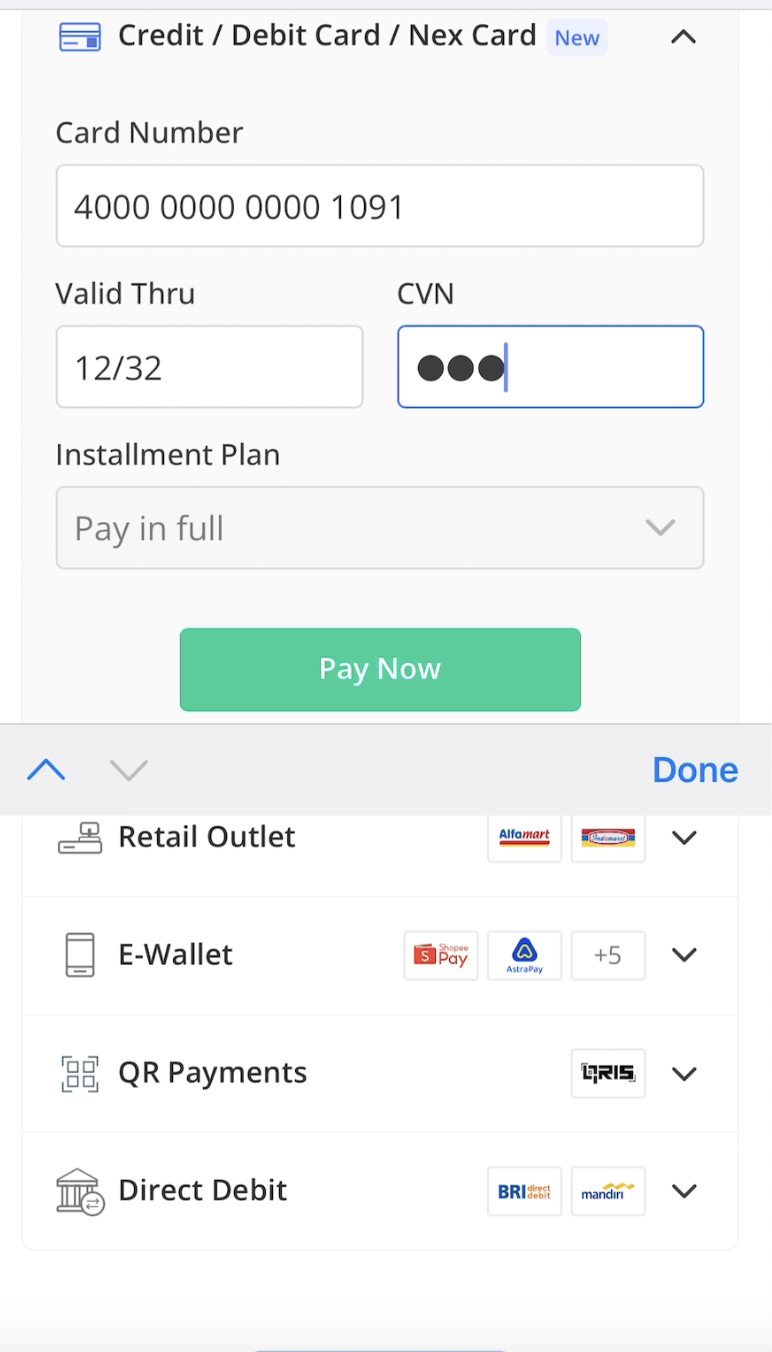 Credit / Debit Card / Nex Card New
Card Number
4000 0000 0000 1091
Valid Thru CVN
12/32 ●●●
Installment Plan
Pay in full
Pay Now
Done
Retail Outlet Alfamart Indomaret
E-Wallet S Shopee Pay AstraPay +5
QR Payments QRIS
Direct Debit BRI direct debit mandiri